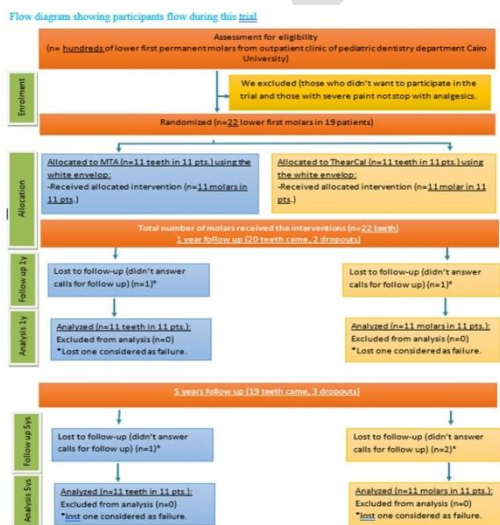 Flow diagram showing participants flow during this trial
Assessment for eligibility
(n= hundreds of lower first permanent molars from outpatient clinic of pediatric dentistry department Cairo
University)
Enrolment
We excluded (those who didn't want to participate in the
trial and those with severe paint not stop with analgesics.
Randomized (n=22 lower first molars in 19 patients)
Allocation
Allocated to MTA (n=11 teeth in 11 pts.) using the
white envelop:
-Received allocated intervention (n=11 molars in
11 pts.)
Allocated to ThearCal (n=11 teeth in 11 pts.) using
the white envelop:
-Received allocated intervention (n=11 molar in 11
pts.)
Total number of molars received the interventions (n=22 teeth)
1 year follow up (20 teeth came, 2 dropouts)
Follow up 1y
Lost to follow-up (didn't answer
calls for follow up) (n=1)*
Lost to follow-up (didn't answer
calls for follow up) (n=1)*
Analysis 1y
Analyzed (n=11 teeth in 11 pts.):
Excluded from analysis (n=0)
*Lost one considered as failure.
Analyzed (n=11 molars in 11 pts.):
Excluded from analysis (n=0)
*Lost one considered as failure.
5 years follow up (19 teeth came, 3 dropouts)
Follow up 5ys
Lost to follow-up (didn't answer
calls for follow up) (n=1)*
Lost to follow-up (didn't answer
calls for follow up) (n=2)*
Analysis 5ys
Analyzed (n=11 teeth in 11 pts.):
Excluded from analysis (n=0)
*lost one considered as failure.
Analyzed (n=11 molars in 11 pts.):
Excluded from analysis (n=0)
*lost one considered as failure.